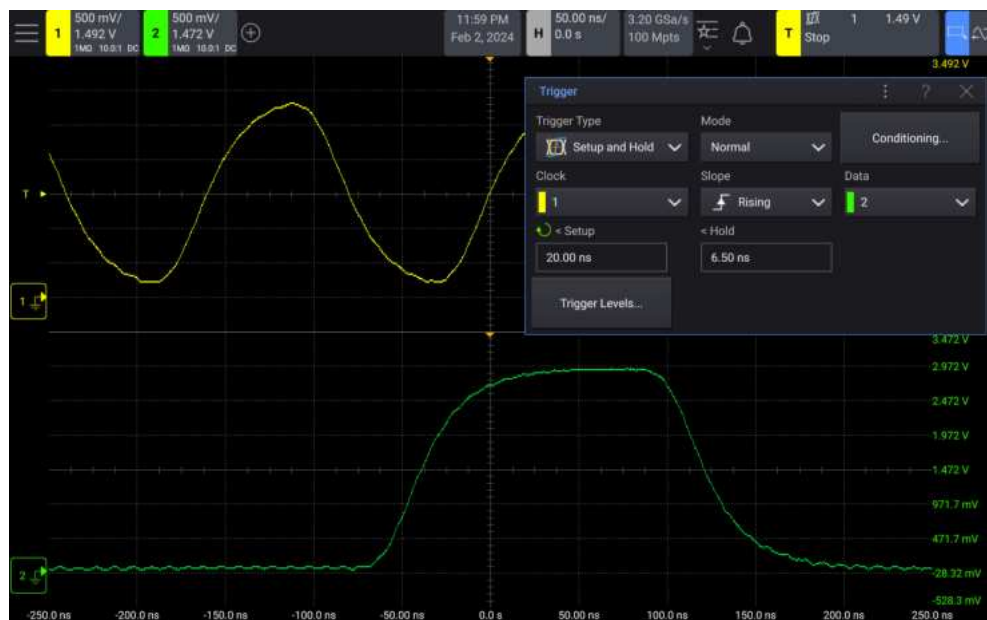 1 500 mV/ 1.492 V 1MΩ 10.0:1 DC
2 500 mV/ 1.472 V 1MΩ 10.0:1 DC
11:59 PM
Feb 2, 2024
H 50.00 ns/ 0.0 s
3.20 GSa/s
100 Mpts
T 1 1.49 V
Stop
3.492 V
Trigger
Trigger Type
Mode
Setup and Hold
Normal
Conditioning...
Clock
Slope
Data
1
Rising
2
< Setup
< Hold
20.00 ns
6.50 ns
Trigger Levels...
T
1
3.472 V
2.972 V
2.472 V
1.972 V
1.472 V
971.7 mV
471.7 mV
2
-28.32 mV
-528.3 mV
-250.0 ns -200.0 ns -150.0 ns -100.0 ns -50.00 ns 0.0 s 50.00 ns 100.0 ns 150.0 ns 200.0 ns 250.0 ns